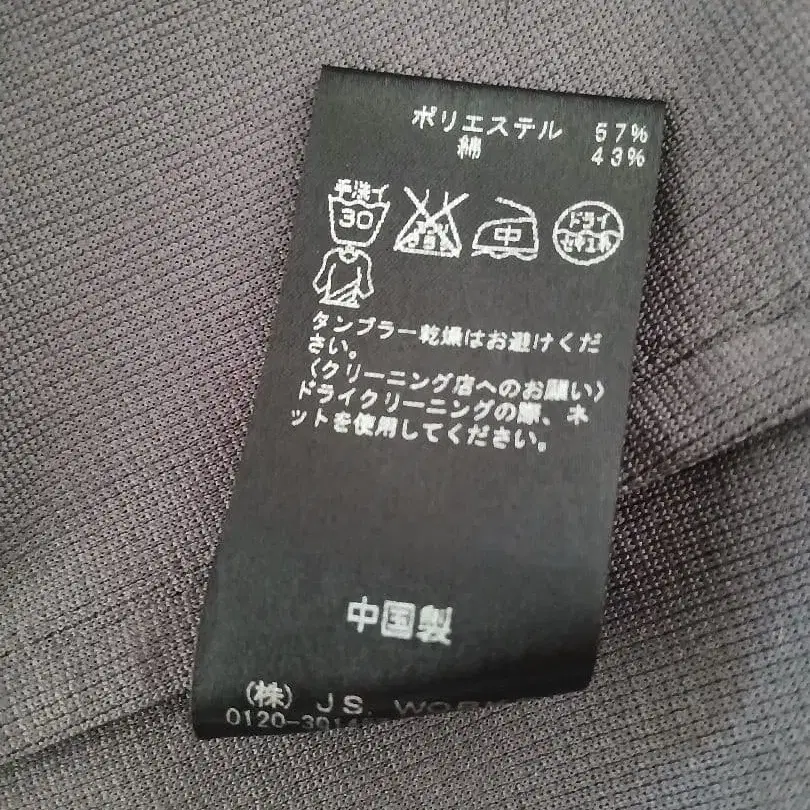 ポリエステル 57%
綿 43%
手洗イ
30
中
ドライ
セキユ系
タンブラー乾燥はお避けくだ
さい。
〈クリーニング店へのお願い〉
ドライクリーニングの際、ネ
ットを使用してください。
中国製
(株) JS.